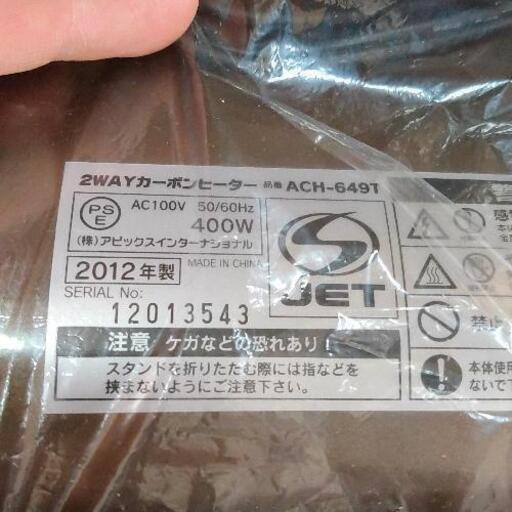 2WAYカーボンヒーター 品番 ACH-649T
PS
E
AC100V 50/60Hz
400W
(株)アピックスインターナショナル
2012年製
MADE IN CHINA
SERIAL No:
12013543
S
JET
注意 ケガなどの恐れあり!
スタンドを折りたたむ際には指などを
挟まないようにご注意下さい。
禁止
本体使用
ないで下